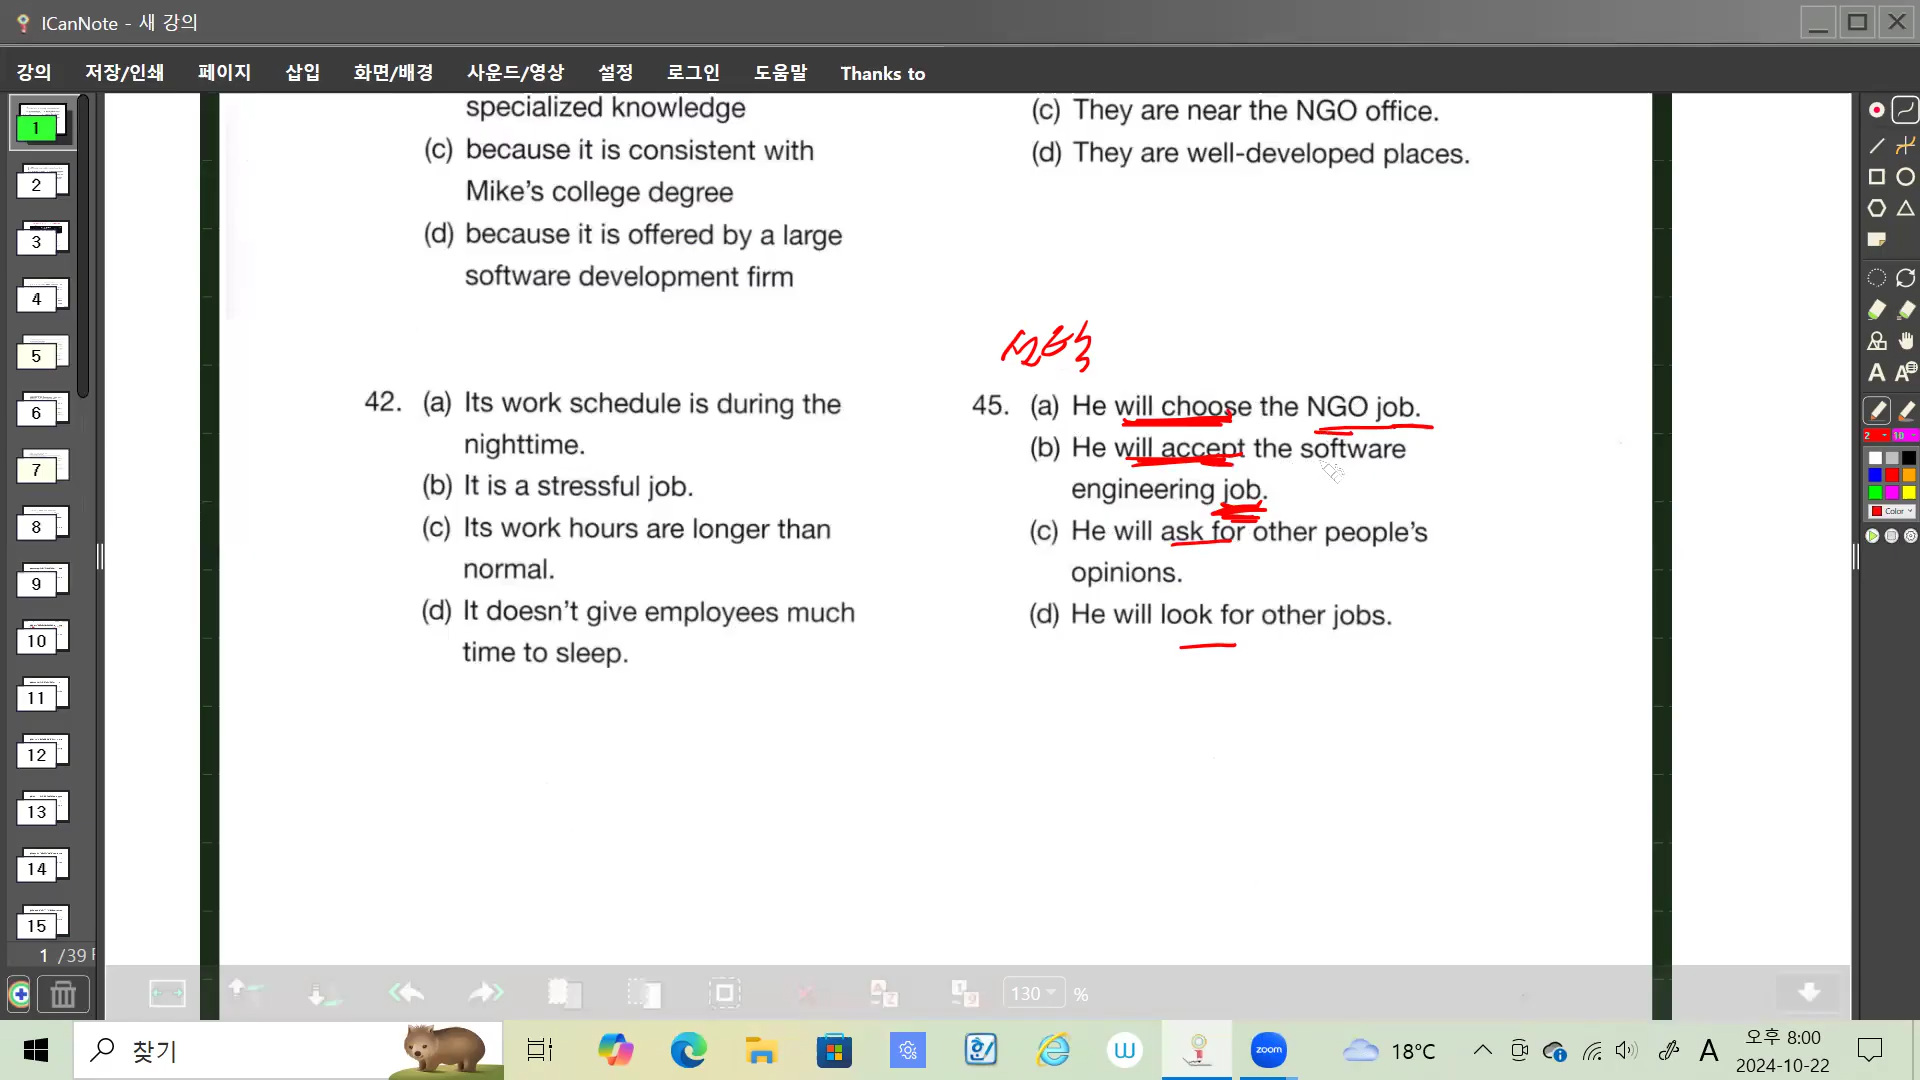 ICanNote - 새 강의
강의 저장/인쇄 페이지 삽입 화면/배경 사운드/영상 설정 로그인 도움말 Thanks to
specialized knowledge
(c) because it is consistent with
Mike's college degree
(d) because it is offered by a large
software development firm
42. (a) Its work schedule is during the
nighttime.
(b) It is a stressful job.
(c) Its work hours are longer than
normal.
(d) It doesn't give employees much
time to sleep.
(c) They are near the NGO office.
(d) They are well-developed places.
선택
45. (a) He will choose the NGO job.
(b) He will accept the software
engineering job.
(c) He will ask for other people's
opinions.
(d) He will look for other jobs.
1
2
3
4
5
6
7
8
9
10
11
12
13
14
15
1 /39
130 %
A A
2 10
Color
찾기
zoom
18°C
A
오후 8:00
2024-10-22